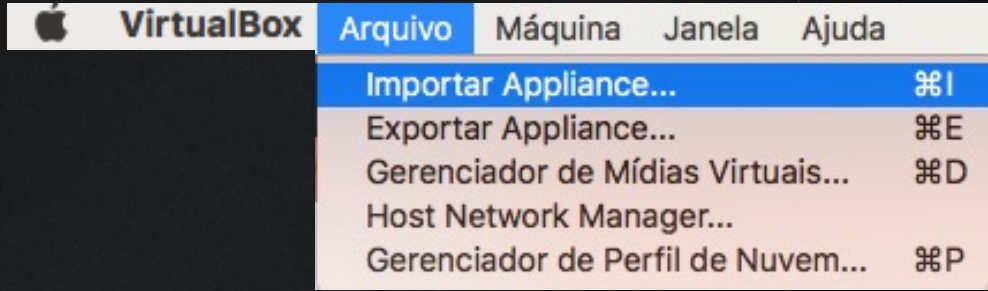 VirtualBox Arquivo Máquina Janela Ajuda
Importar Appliance... ⌘I
Exportar Appliance... ⌘E
Gerenciador de Mídias Virtuais... ⌘D
Host Network Manager...
Gerenciador de Perfil de Nuvem... ⌘P